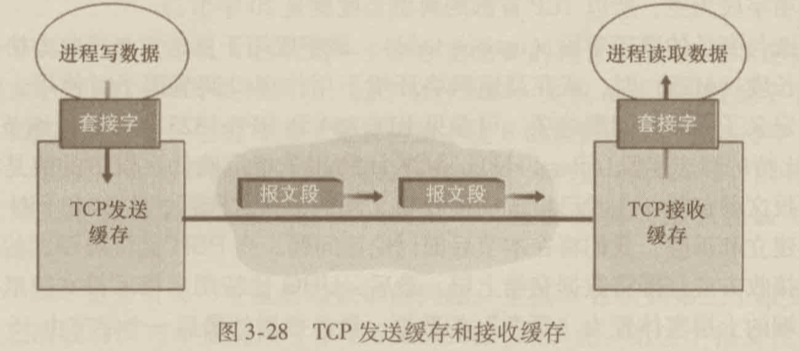 进程写数据
进程读取数据
套接字
套接字
报文段
报文段
TCP发送
缓存
TCP接收
缓存
图 3-28 TCP 发送缓存和接收缓存